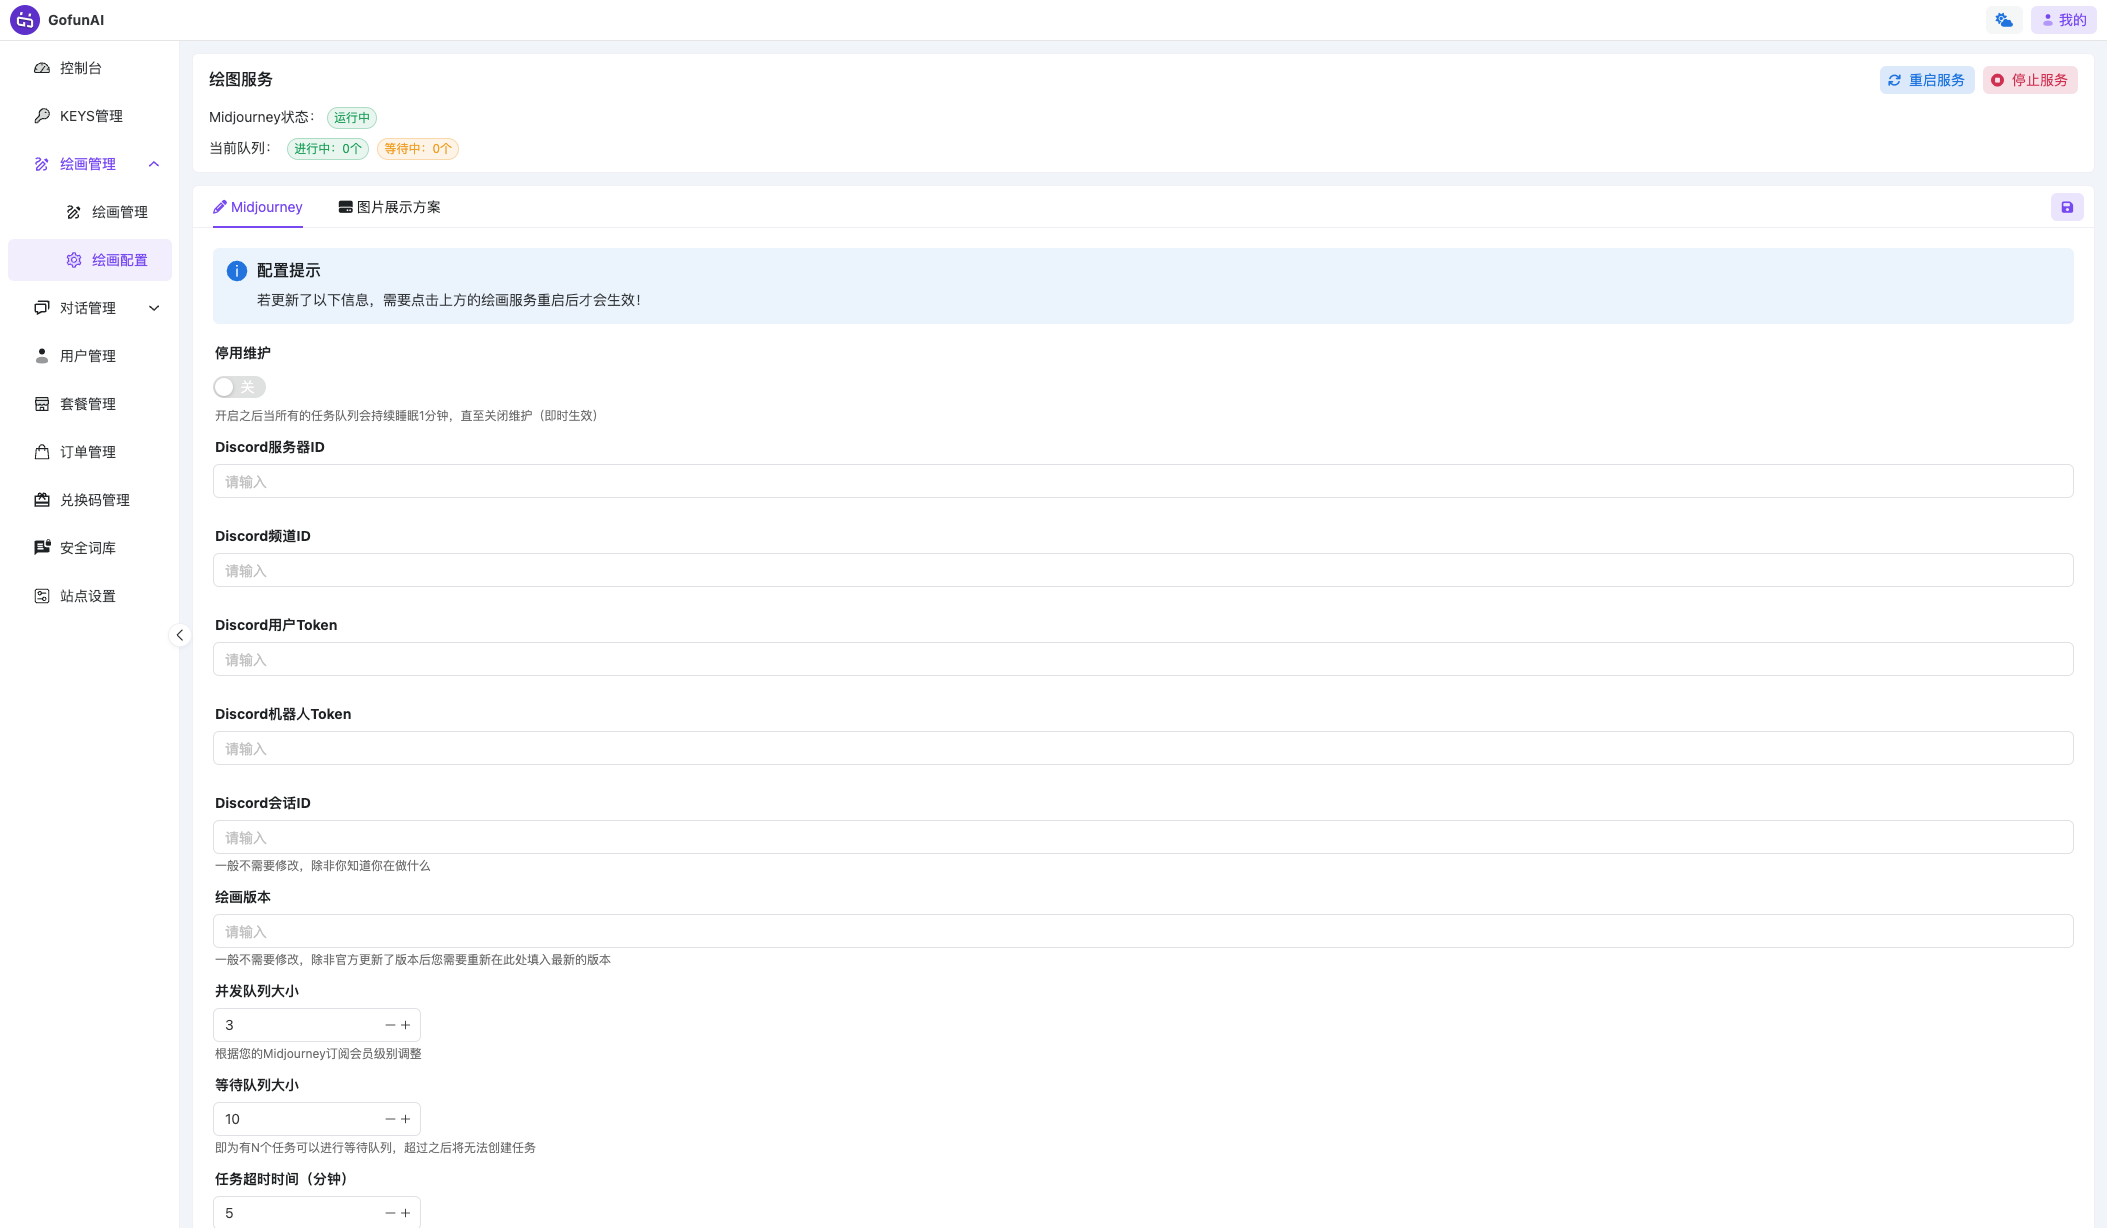 GofunAI
我的
控制台
KEYS管理
绘画管理
绘画管理
绘画配置
对话管理
用户管理
套餐管理
订单管理
兑换码管理
安全词库
站点设置
绘图服务
重启服务
停止服务
Midjourney状态： 运行中
当前队列： 进行中：0个 等待中：0个
Midjourney 图片展示方案
配置提示
若更新了以下信息，需要点击上方的绘画服务重启后才会生效！
停用维护
关
开启之后当所有的任务队列会持续睡眠1分钟，直至关闭维护（即时生效）
Discord服务器ID
请输入
Discord频道ID
请输入
Discord用户Token
请输入
Discord机器人Token
请输入
Discord会话ID
请输入
一般不需要修改，除非你知道你在做什么
绘画版本
请输入
一般不需要修改，除非官方更新了版本后您需要重新在此处填入最新的版本
并发队列大小
3
根据您的Midjourney订阅会员级别调整
等待队列大小
10
即为有N个任务可以进行等待队列，超过之后将无法创建任务
任务超时时间（分钟）
5